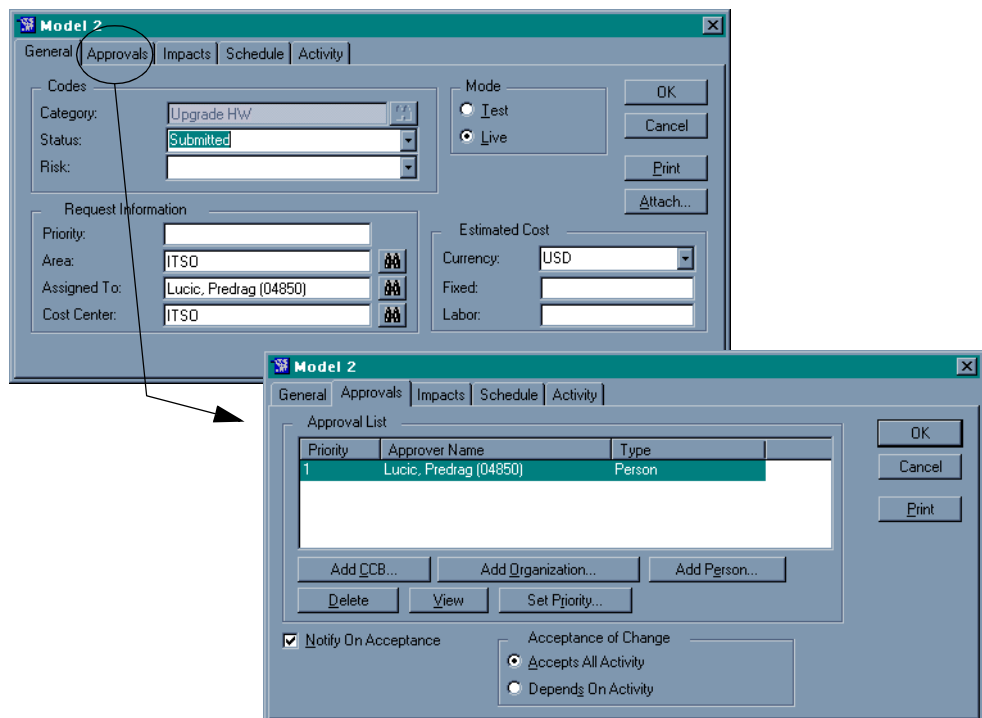 Model 2
General Approvals Impacts Schedule Activity
Codes
Category: Upgrade HW
Status: Submitted
Risk:
Mode
Test
Live
OK
Cancel
Print
Attach...
Request Information
Priority:
Area: ITSO
Assigned To: Lucic, Predrag (04850)
Cost Center: ITSO
Estimated Cost
Currency: USD
Fixed:
Labor:
Model 2
General Approvals Impacts Schedule Activity
Approval List
Priority Approver Name Type
1 Lucic, Predrag (04850) Person
Add CCB... Add Organization... Add Person...
Delete View Set Priority...
OK
Cancel
Print
Notify On Acceptance
Acceptance of Change
Accepts All Activity
Depends On Activity